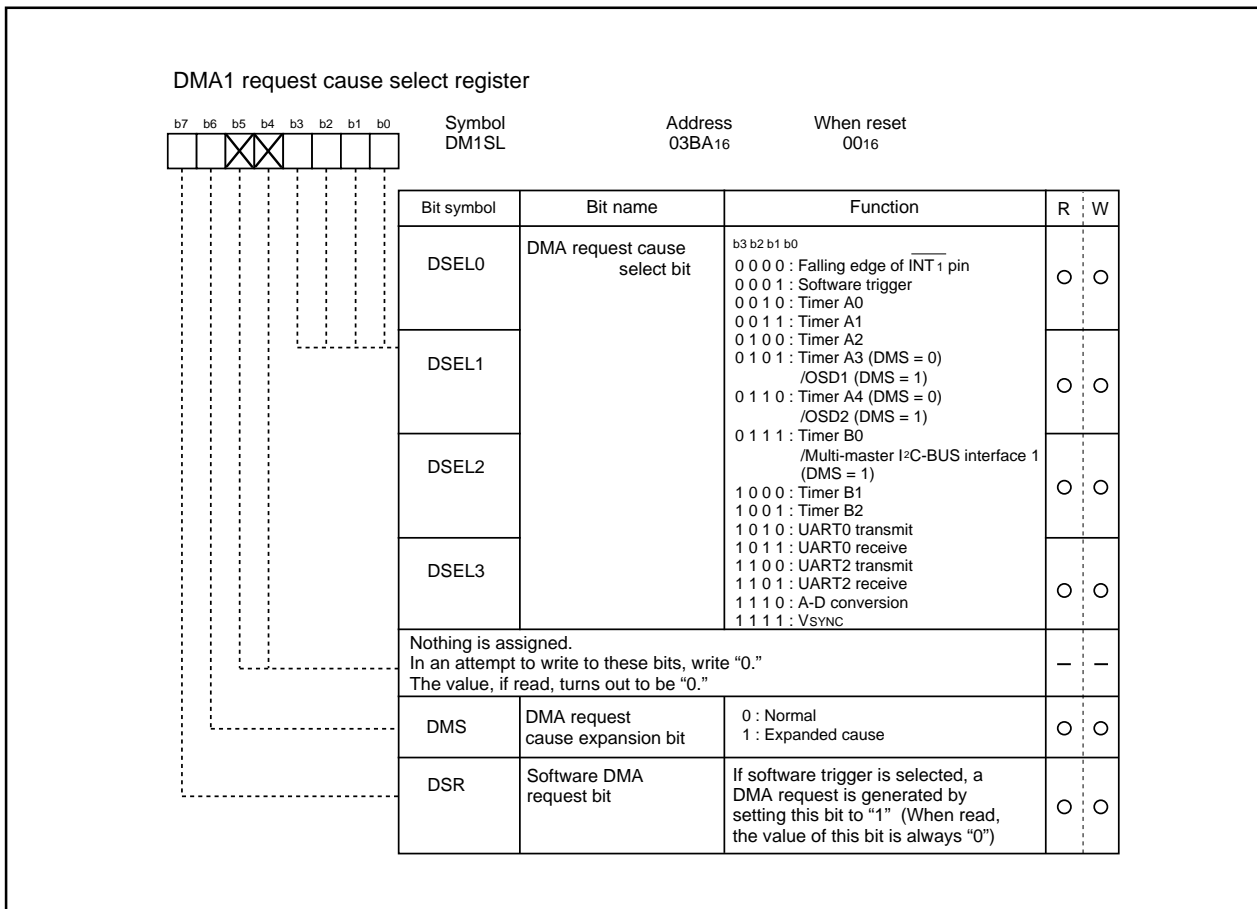 DMA1 request cause select register
b7 b6 b5 b4 b3 b2 b1 b0
Symbol Address When reset
DM1SL 03BA16 0016
Bit symbol Bit name Function R W
DSEL0
DMA request cause
select bit
b3 b2 b1 b0
0 0 0 0 : Falling edge of INT1 pin
0 0 0 1 : Software trigger
0 0 1 0 : Timer A0
0 0 1 1 : Timer A1
0 1 0 0 : Timer A2
DSEL1
0 1 0 1 : Timer A3 (DMS = 0)
/OSD1 (DMS = 1)
0 1 1 0 : Timer A4 (DMS = 0)
/OSD2 (DMS = 1)
0 1 1 1 : Timer B0
DSEL2
/Multi-master I2C-BUS interface 1
(DMS = 1)
1 0 0 0 : Timer B1
1 0 0 1 : Timer B2
1 0 1 0 : UART0 transmit
1 0 1 1 : UART0 receive
DSEL3
1 1 0 0 : UART2 transmit
1 1 0 1 : UART2 receive
1 1 1 0 : A-D conversion
1 1 1 1 : VSYNC
Nothing is assigned.
In an attempt to write to these bits, write “0.”
The value, if read, turns out to be “0.”
– –
DMS
DMA request
cause expansion bit
0 : Normal
1 : Expanded cause
DSR
Software DMA
request bit
If software trigger is selected, a
DMA request is generated by
setting this bit to “1” (When read,
the value of this bit is always “0”)